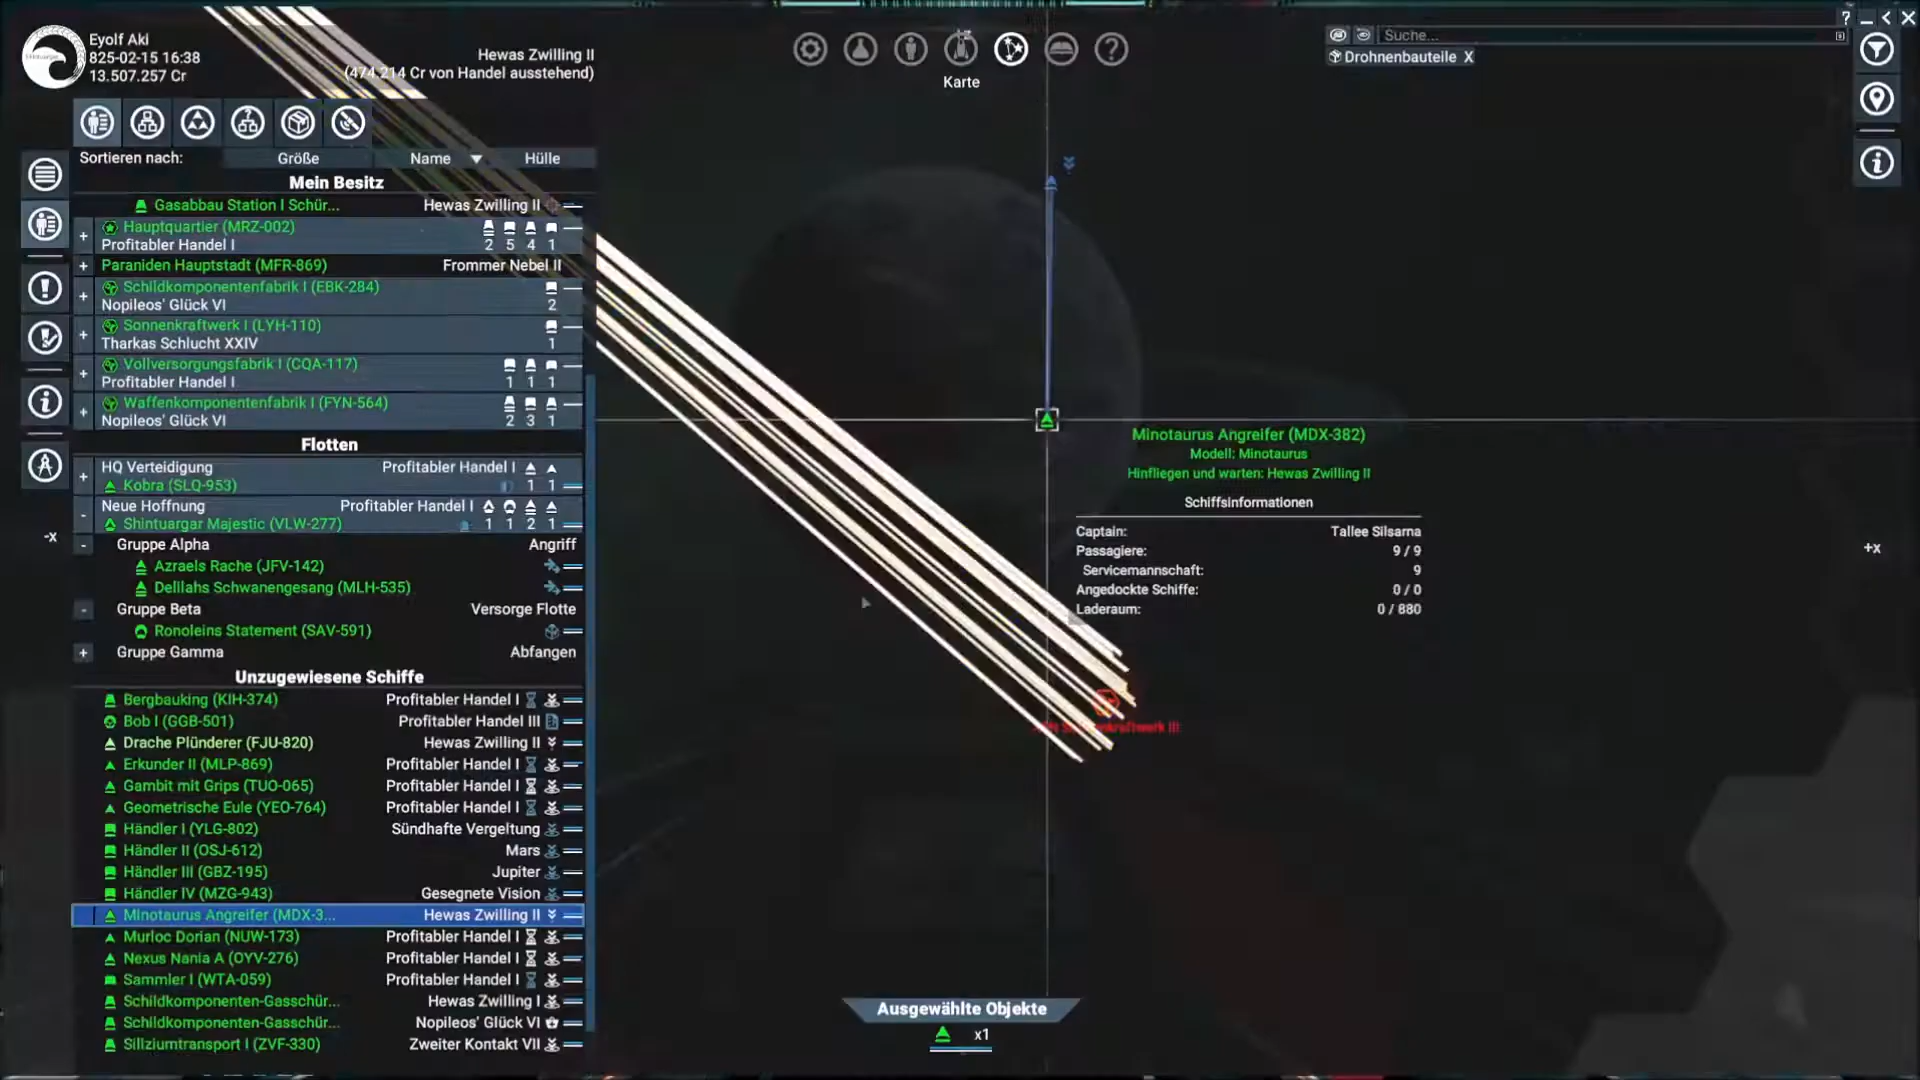 Eyolf Aki
825-02-15 16:38
13.507.257 Cr
Hewas Zwilling II
(474.214 Cr von Handel ausstehend)
Karte
Suche...
Drohnenbauteile X
Sortieren nach:
Größe
Name
Hülle
Mein Besitz
Gasabbau Station I Schür... Hewas Zwilling II
Hauptquartier (MRZ-002)
Profitabler Handel I 2 5 4 1
Paraniden Hauptstadt (MFR-869) Frommer Nebel II
Schildkomponentenfabrik I (EBK-284)
Nopileos' Glück VI 2
Sonnenkraftwerk I (LYH-110)
Tharkas Schlucht XXIV 1
Vollversorgungsfabrik I (CQA-117)
Profitabler Handel I 1 1 1
Waffenkomponentenfabrik I (FYN-564)
Nopileos' Glück VI 2 3 1
Flotten
HQ Verteidigung Profitabler Handel I
Kobra (SLQ-953) 1 1
Neue Hoffnung Profitabler Handel I
Shintuargar Majestic (VLW-277) 1 1 2 1
Gruppe Alpha Angriff
Azraels Rache (JFV-142)
Delilahs Schwanengesang (MLH-535)
Gruppe Beta Versorge Flotte
Ronoleins Statement (SAV-591)
Gruppe Gamma Abfangen
Unzugewiesene Schiffe
Bergbauking (KIH-374) Profitabler Handel I
Bob I (GGB-501) Profitabler Handel III
Drache Plünderer (FJU-820) Hewas Zwilling II
Erkunder II (MLP-869) Profitabler Handel I
Gambit mit Grips (TUO-065) Profitabler Handel I
Geometrische Eule (YEO-764) Profitabler Handel I
Händler I (YLG-802) Sündhafte Vergeltung
Händler II (OSJ-612) Mars
Händler III (GBZ-195) Jupiter
Händler IV (MZG-943) Gesegnete Vision
Minotaurus Angreifer (MDX-3... Hewas Zwilling II
Murloc Dorian (NUW-173) Profitabler Handel I
Nexus Nania A (OYV-276) Profitabler Handel I
Sammler I (WTA-059) Profitabler Handel I
Schildkomponenten-Gasschür... Hewas Zwilling I
Schildkomponenten-Gasschür... Nopileos' Glück VI
Siliziumtransport I (ZVF-330) Zweiter Kontakt VII
-x
+x
Minotaurus Angreifer (MDX-382)
Modell: Minotaurus
Hinfliegen und warten: Hewas Zwilling II
Schiffsinformationen
Captain: Tallee Silsarna
Passagiere: 9 / 9
Servicemannschaft: 9
Angedockte Schiffe: 0 / 0
Laderaum: 0 / 880
Ausgewählte Objekte
x1